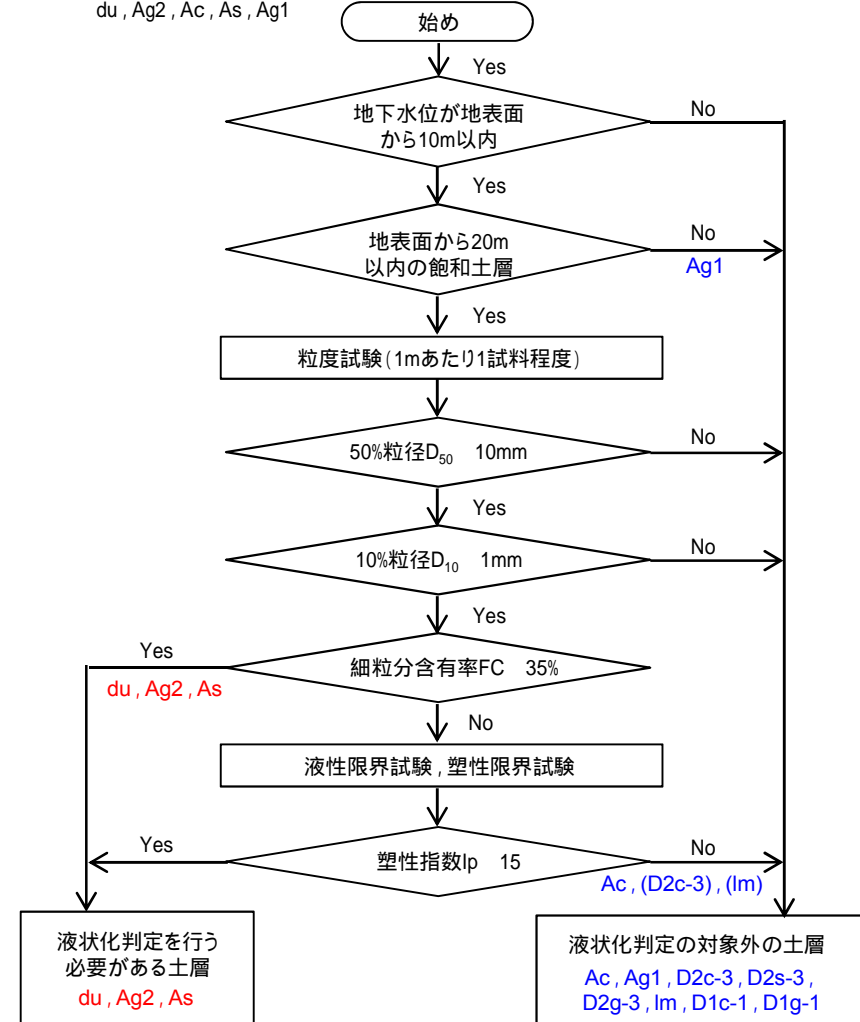 du , Ag2 , Ac , As , Ag1
始め
Yes
地下水位が地表面
から10m以内
No
Yes
地表面から20m
以内の飽和土層
No
Ag1
Yes
粒度試験(1mあたり1試料程度)
50%粒径D50 10mm
No
Yes
10%粒径D10 1mm
No
Yes
細粒分含有率FC 35%
Yes
du , Ag2 , As
No
液性限界試験 , 塑性限界試験
塑性指数Ip 15
Yes
No
Ac , (D2c-3) , (lm)
液状化判定を行う
必要がある土層
du , Ag2 , As
液状化判定の対象外の土層
Ac , Ag1 , D2c-3 , D2s-3 ,
D2g-3 , lm , D1c-1 , D1g-1